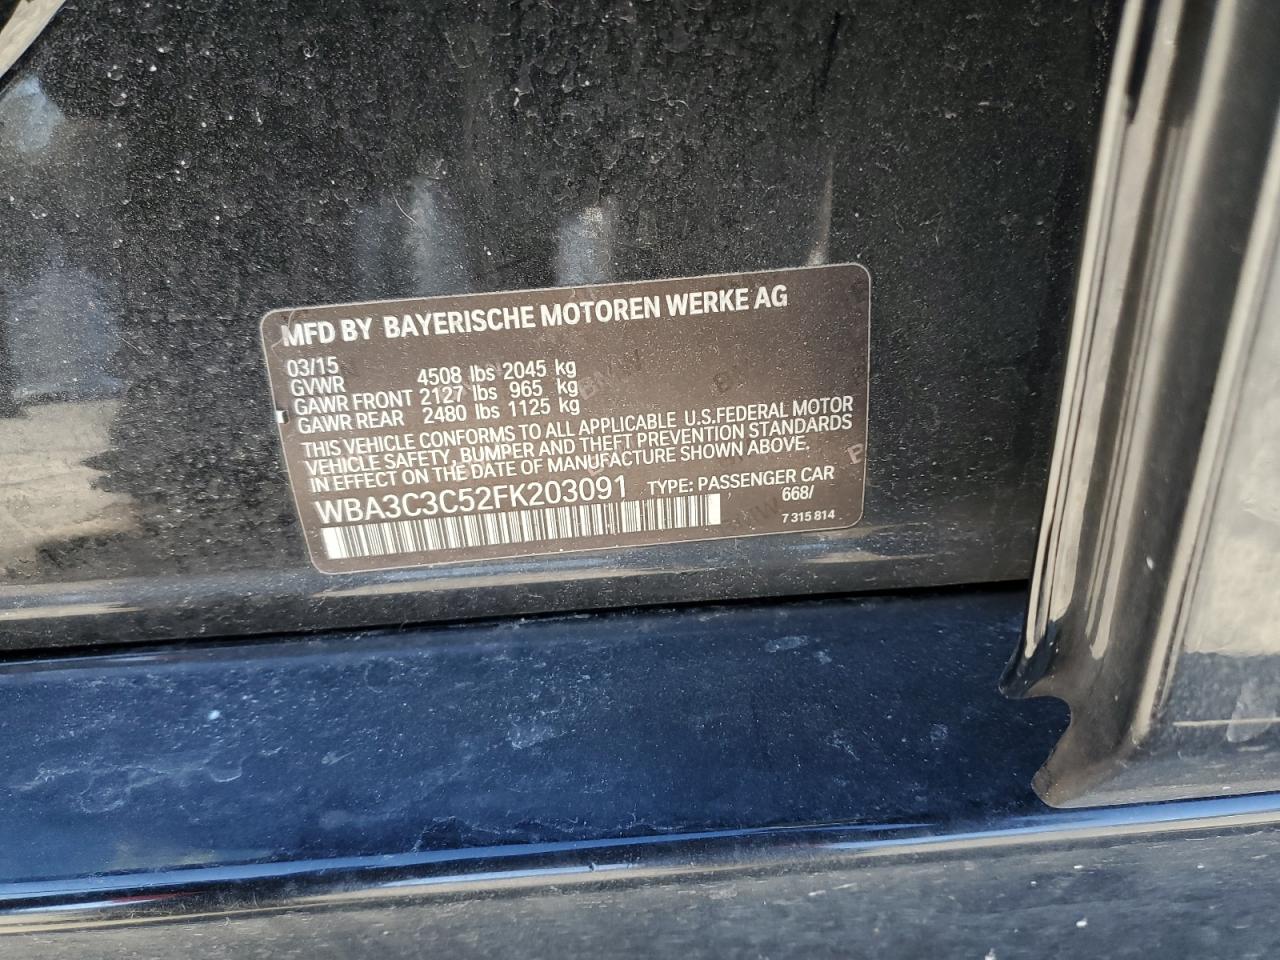 MFD BY BAYERISCHE MOTOREN WERKE AG
03/15
GVWR 4508 lbs 2045 kg
GAWR FRONT 2127 lbs 965 kg
GAWR REAR 2480 lbs 1125 kg
THIS VEHICLE CONFORMS TO ALL APPLICABLE U.S.FEDERAL MOTOR
VEHICLE SAFETY, BUMPER AND THEFT PREVENTION STANDARDS
IN EFFECT ON THE DATE OF MANUFACTURE SHOWN ABOVE.
WBA3C3C52FK203091 TYPE: PASSENGER CAR
668/
7 315 814